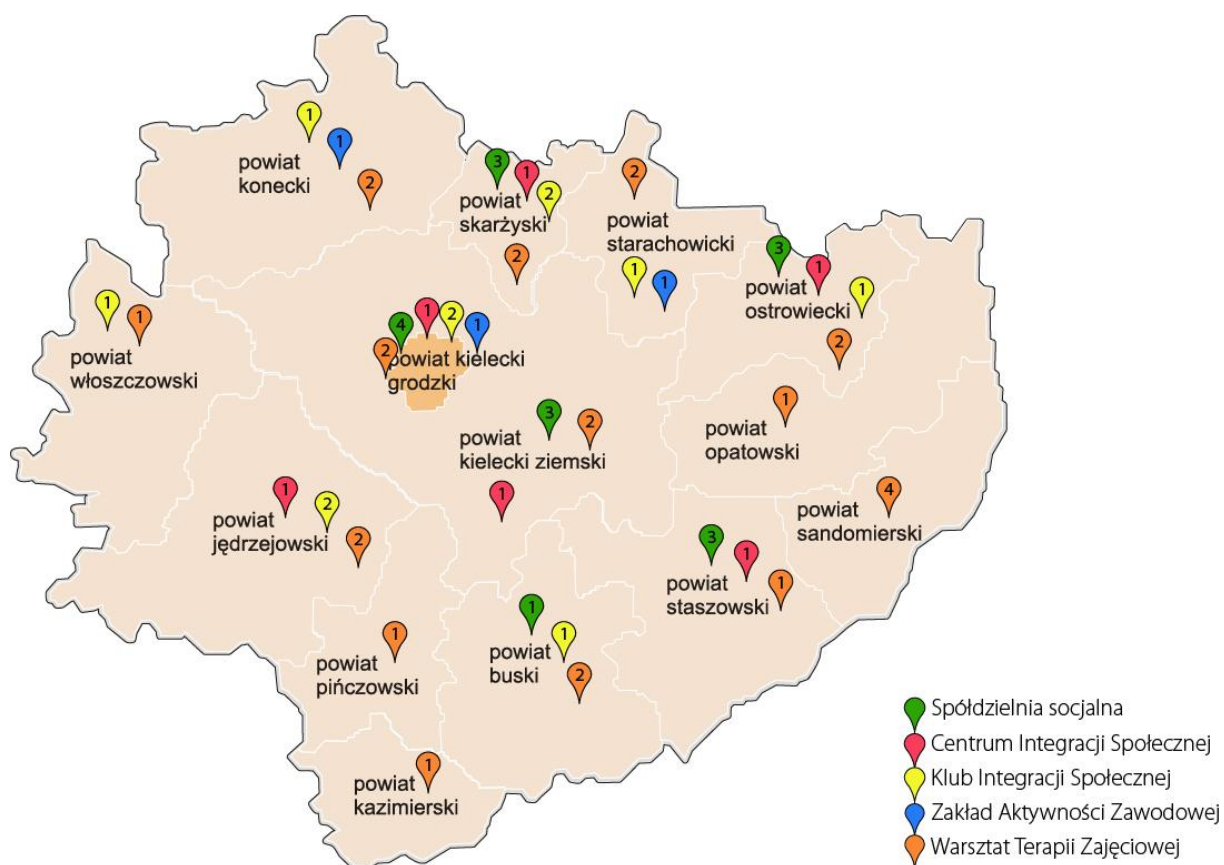 1
1
powiat
konecki
2
3
1
2
powiat
skarżyski
2
2
powiat
starachowicki
1
1
3
1
1
powiat
ostrowiecki
2
1
1
powiat
włoszczowski
4
1
2
1
2
powiat kielecki
grodzki
3
2
powiat
kielecki ziemski
1
1
powiat
opatowski
4
powiat
sandomierski
1
2
2
powiat
jędrzejowski
3
1
1
powiat
staszowski
1
powiat
pińczowski
1
1
2
powiat
buski
1
powiat
kazimierski
Spółdzielnia socjalna
Centrum Integracji Społecznej
Klub Integracji Społecznej
Zakład Aktywności Zawodowej
Warsztat Terapii Zajęciowej